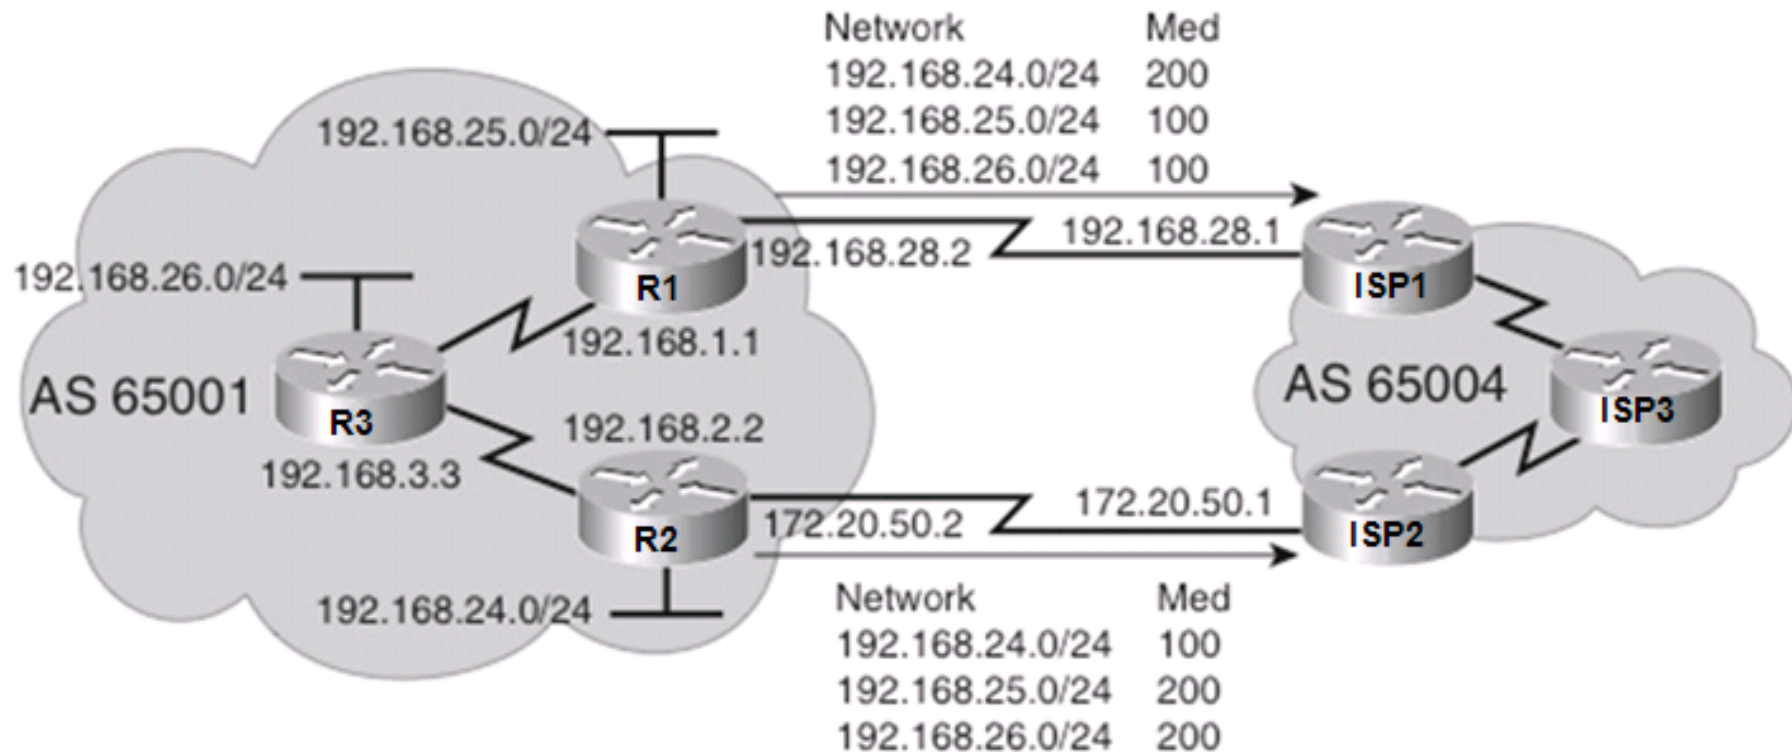 Network Med
192.168.24.0/24 200
192.168.25.0/24 100
192.168.26.0/24 100
192.168.25.0/24
192.168.28.2
192.168.28.1
R1
ISP1
192.168.26.0/24
192.168.1.1
AS 65001
R3
AS 65004
ISP3
192.168.2.2
192.168.3.3
172.20.50.2
172.20.50.1
R2
ISP2
192.168.24.0/24
Network Med
192.168.24.0/24 100
192.168.25.0/24 200
192.168.26.0/24 200